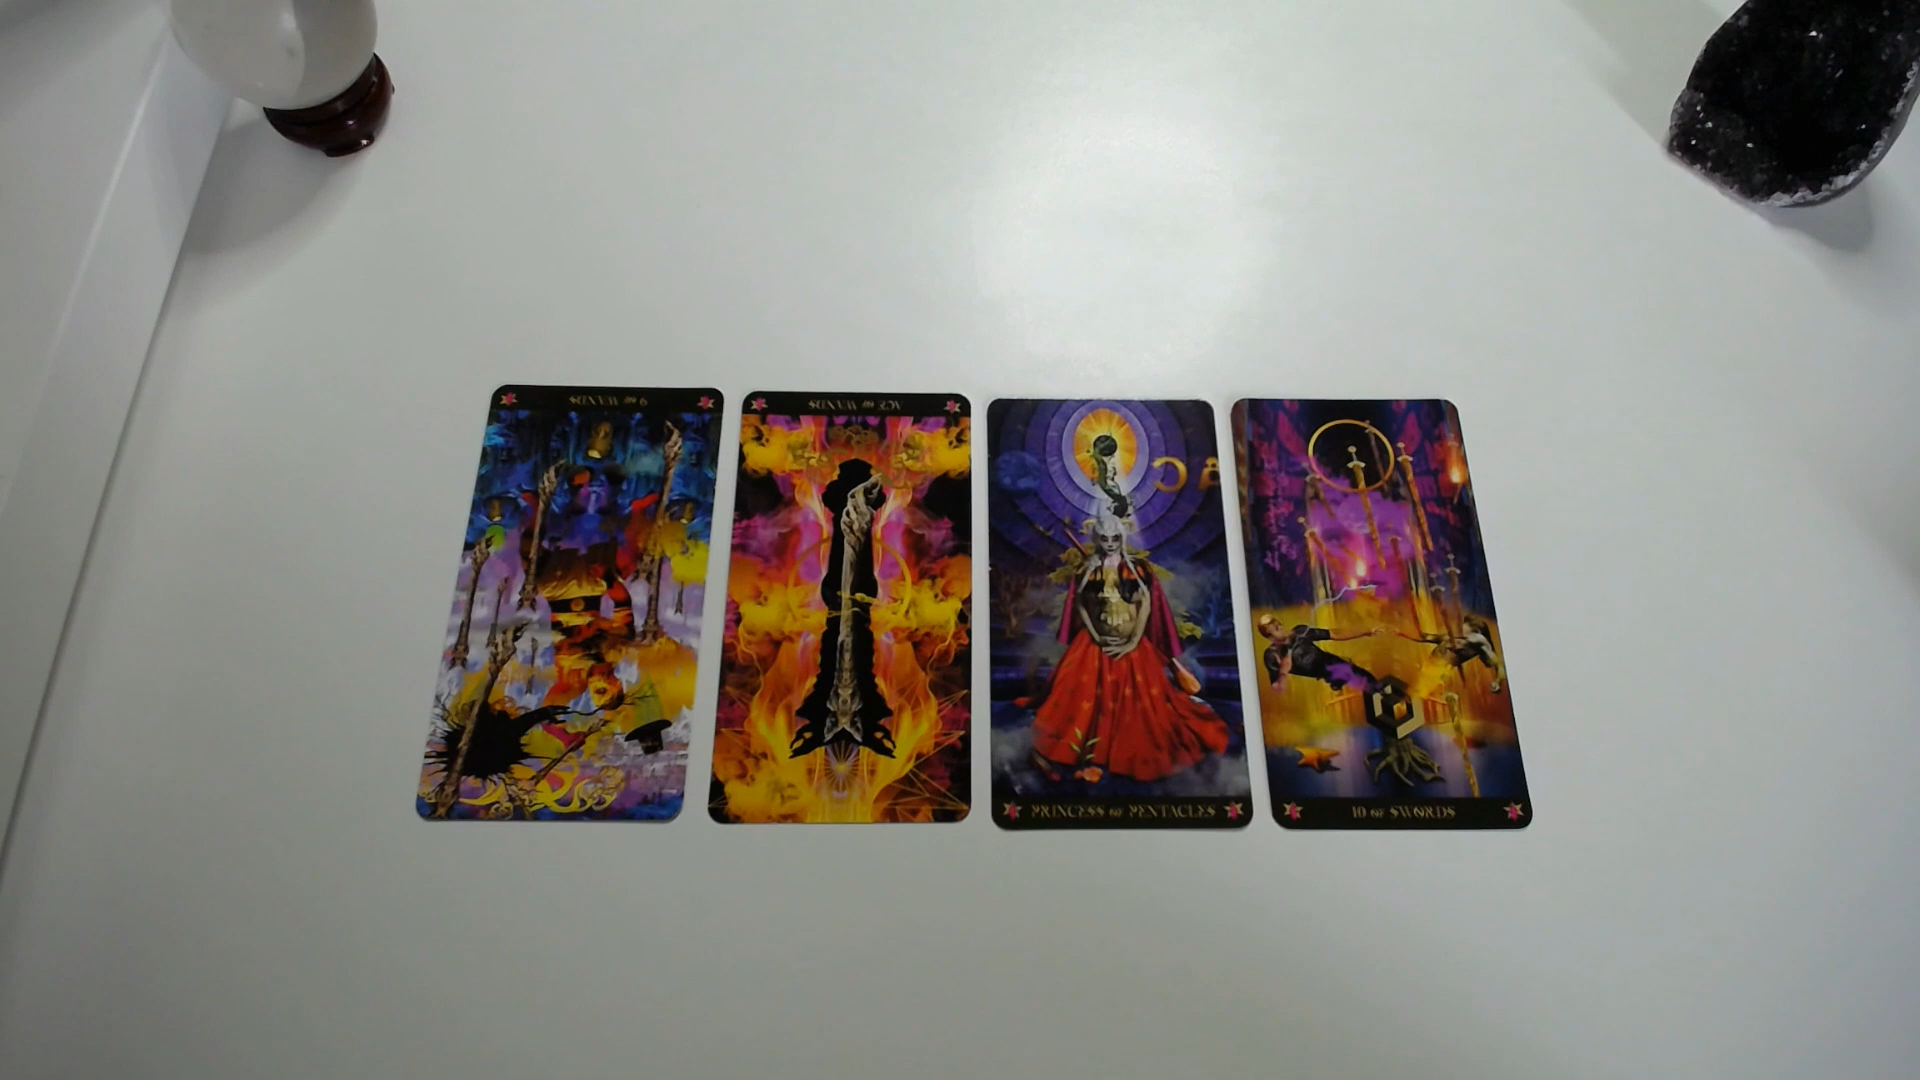 6 OF WANDS
ACE OF WANDS
PRINCESS OF PENTACLES
10 OF SWORDS